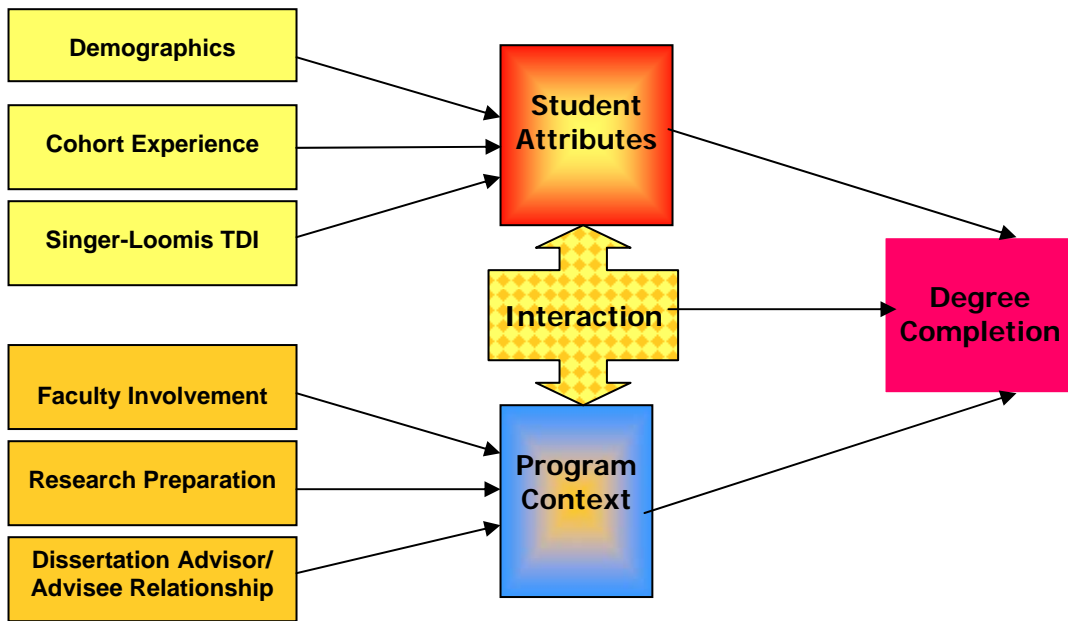 Demographics
Cohort Experience
Singer-Loomis TDI
Faculty Involvement
Research Preparation
Dissertation Advisor/
Advisee Relationship
Student
Attributes
Interaction
Program
Context
Degree
Completion